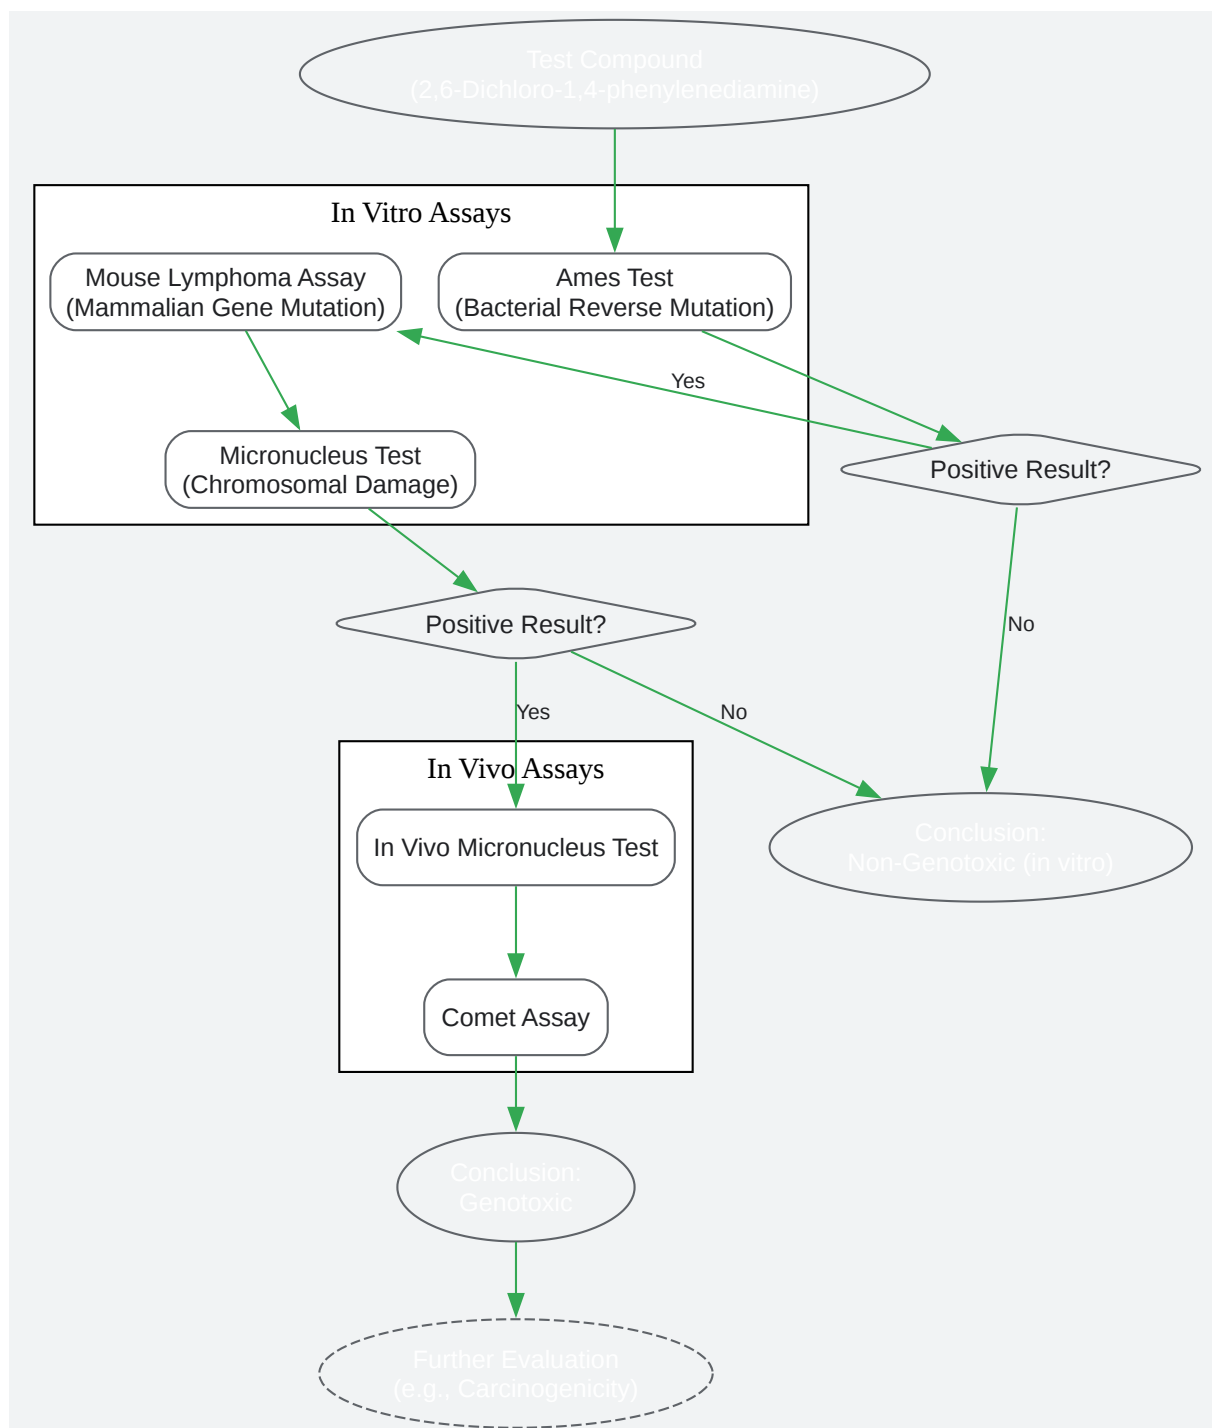 Test Compound
(2,6-Dichloro-1,4-phenylenediamine)
In Vitro Assays
Mouse Lymphoma Assay
(Mammalian Gene Mutation)
Ames Test
(Bacterial Reverse Mutation)
Yes
Micronucleus Test
(Chromosomal Damage)
Positive Result?
Positive Result?
No
Yes
No
In Vivo Assays
In Vivo Micronucleus Test
Conclusion:
Non-Genotoxic (in vitro)
Comet Assay
Conclusion:
Genotoxic
Further Evaluation
(e.g., Carcinogenicity)